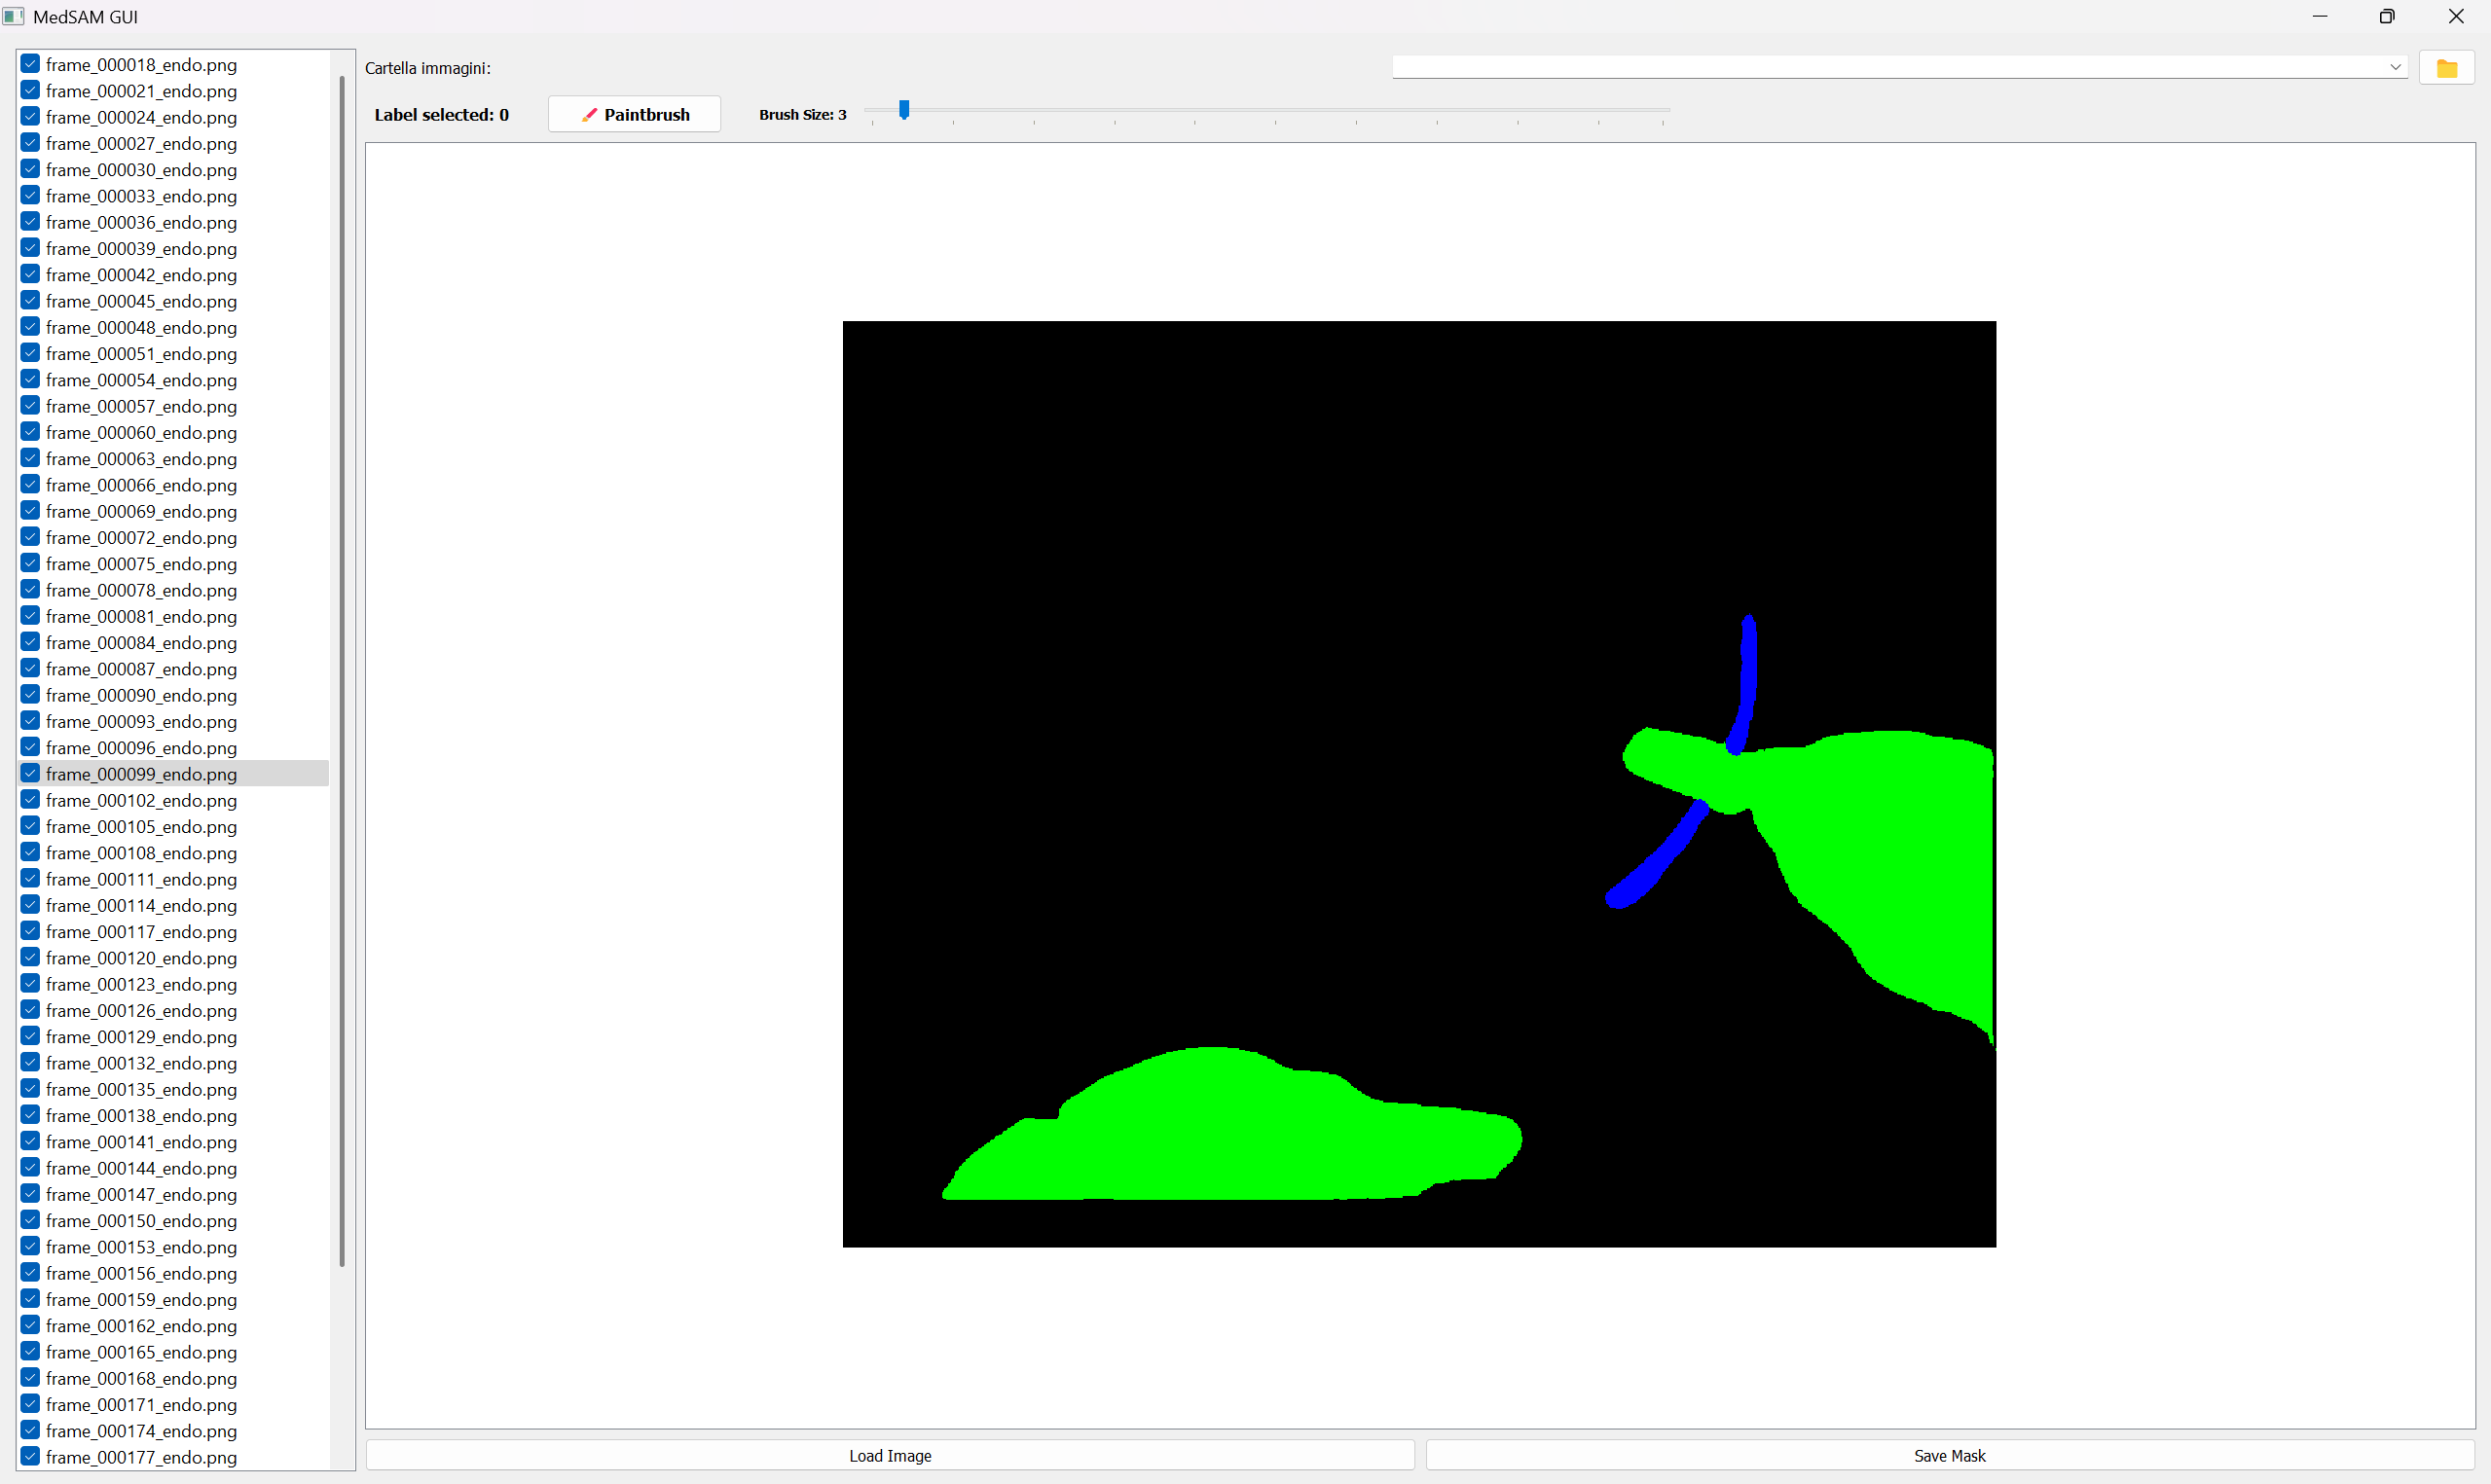 MedSAM GUI
frame_000018_endo.png
frame_000021_endo.png
frame_000024_endo.png
frame_000027_endo.png
frame_000030_endo.png
frame_000033_endo.png
frame_000036_endo.png
frame_000039_endo.png
frame_000042_endo.png
frame_000045_endo.png
frame_000048_endo.png
frame_000051_endo.png
frame_000054_endo.png
frame_000057_endo.png
frame_000060_endo.png
frame_000063_endo.png
frame_000066_endo.png
frame_000069_endo.png
frame_000072_endo.png
frame_000075_endo.png
frame_000078_endo.png
frame_000081_endo.png
frame_000084_endo.png
frame_000087_endo.png
frame_000090_endo.png
frame_000093_endo.png
frame_000096_endo.png
frame_000099_endo.png
frame_000102_endo.png
frame_000105_endo.png
frame_000108_endo.png
frame_000111_endo.png
frame_000114_endo.png
frame_000117_endo.png
frame_000120_endo.png
frame_000123_endo.png
frame_000126_endo.png
frame_000129_endo.png
frame_000132_endo.png
frame_000135_endo.png
frame_000138_endo.png
frame_000141_endo.png
frame_000144_endo.png
frame_000147_endo.png
frame_000150_endo.png
frame_000153_endo.png
frame_000156_endo.png
frame_000159_endo.png
frame_000162_endo.png
frame_000165_endo.png
frame_000168_endo.png
frame_000171_endo.png
frame_000174_endo.png
frame_000177_endo.png
Cartella immagini:
Label selected: 0
Paintbrush
Brush Size: 3
Load Image
Save Mask